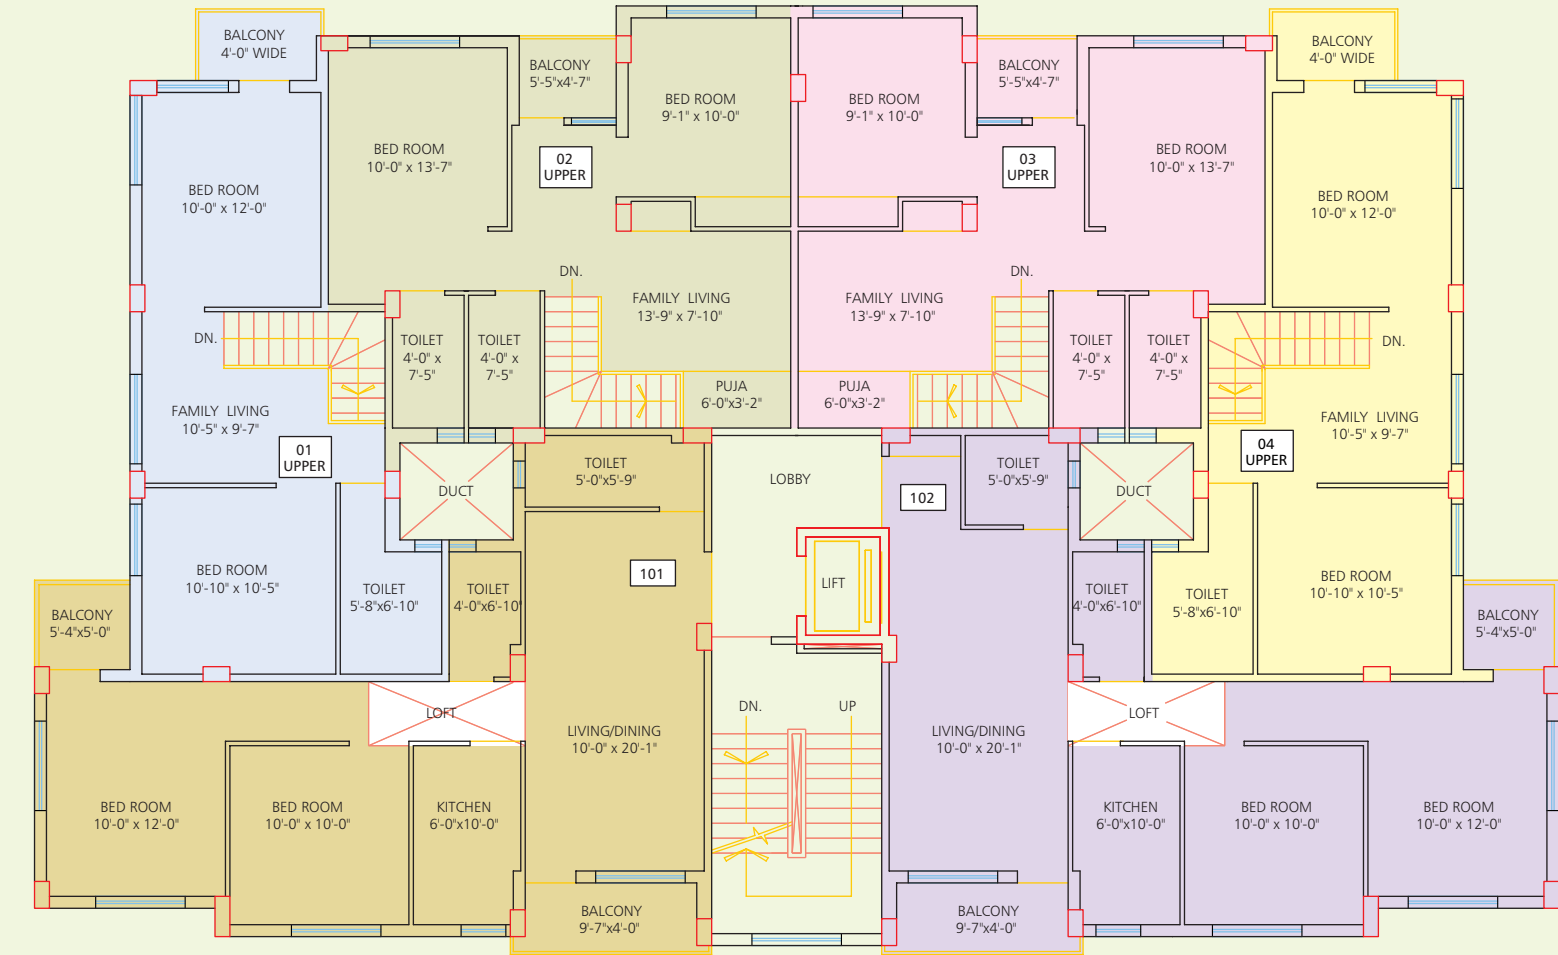 BALCONY
4'-0" WIDE
BED ROOM
10'-0" x 12'-0"
DN.
FAMILY LIVING
10'-5" x 9'-7"
01
UPPER
BED ROOM
10'-10" x 10'-5"
TOILET
5'-8"x6'-10"
BED ROOM
10'-0" x 13'-7"
BALCONY
5'-5"x4'-7"
BED ROOM
9'-1" x 10'-0"
02
UPPER
DN.
FAMILY LIVING
13'-9" x 7'-10"
TOILET
4'-0" x
7'-5"
TOILET
4'-0" x
7'-5"
PUJA
6'-0"x3'-2"
BED ROOM
9'-1" x 10'-0"
BALCONY
5'-5"x4'-7"
BED ROOM
10'-0" x 13'-7"
03
UPPER
DN.
FAMILY LIVING
13'-9" x 7'-10"
TOILET
4'-0" x
7'-5"
TOILET
4'-0" x
7'-5"
PUJA
6'-0"x3'-2"
BALCONY
4'-0" WIDE
BED ROOM
10'-0" x 12'-0"
DN.
FAMILY LIVING
10'-5" x 9'-7"
04
UPPER
BED ROOM
10'-10" x 10'-5"
TOILET
5'-8"x6'-10"
DUCT
TOILET
5'-0"x5'-9"
LOBBY
102
TOILET
5'-0"x5'-9"
DUCT
101
LIFT
TOILET
4'-0"x6'-10"
TOILET
4'-0"x6'-10"
BALCONY
5'-4"x5'-0"
BALCONY
5'-4"x5'-0"
LOFT
LIVING/DINING
10'-0" x 20'-1"
DN.
UP
LIVING/DINING
10'-0" x 20'-1"
LOFT
BED ROOM
10'-0" x 12'-0"
BED ROOM
10'-0" x 10'-0"
KITCHEN
6'-0"x10'-0"
KITCHEN
6'-0"x10'-0"
BED ROOM
10'-0" x 10'-0"
BED ROOM
10'-0" x 12'-0"
BALCONY
9'-7"x4'-0"
BALCONY
9'-7"x4'-0"